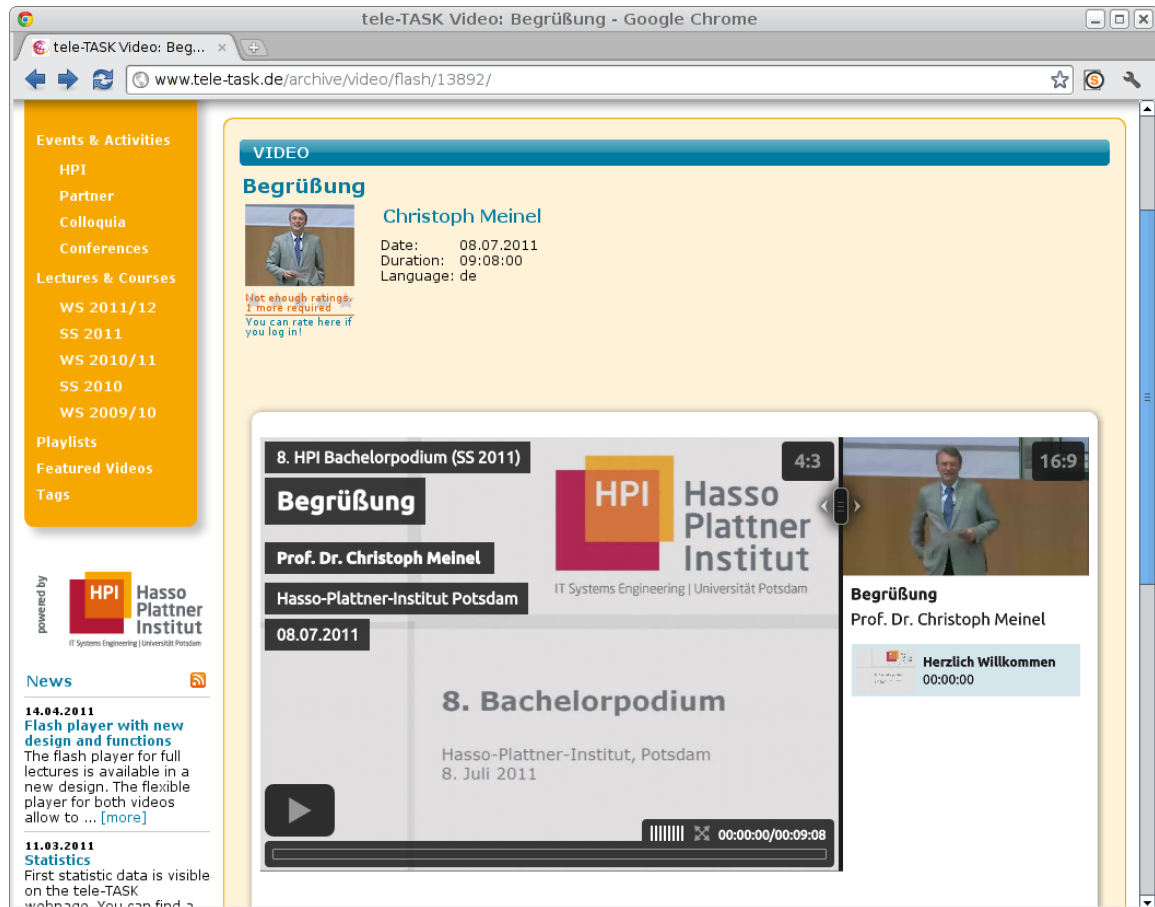 tele-TASK Video: Begrüßung - Google Chrome
tele-TASK Video: Beg...
www.tele-task.de/archive/video/flash/13892/
Events & Activities
HPI
Partner
Colloquia
Conferences
Lectures & Courses
WS 2011/12
SS 2011
WS 2010/11
SS 2010
WS 2009/10
Playlists
Featured Videos
Tags
powered by
HPI
Hasso
Plattner
Institut
IT Systems Engineering | Universität Potsdam
News
14.04.2011
Flash player with new
design and functions
The flash player for full
lectures is available in a
new design. The flexible
player for both videos
allow to ... [more]
11.03.2011
Statistics
First statistic data is visible
on the tele-TASK
webpage. You can find a
VIDEO
Begrüßung
Christoph Meinel
Date: 08.07.2011
Duration: 09:08:00
Language: de
Not enough ratings,
1 more required
You can rate here if
you log in!
8. HPI Bachelorpodium (SS 2011)
Begrüßung
Prof. Dr. Christoph Meinel
Hasso-Plattner-Institut Potsdam
08.07.2011
4:3
HPI
Hasso
Plattner
Institut
IT Systems Engineering | Universität Potsdam
8. Bachelorpodium
Hasso-Plattner-Institut, Potsdam
8. Juli 2011
00:00:00/00:09:08
16:9
Begrüßung
Prof. Dr. Christoph Meinel
Herzlich Willkommen
00:00:00